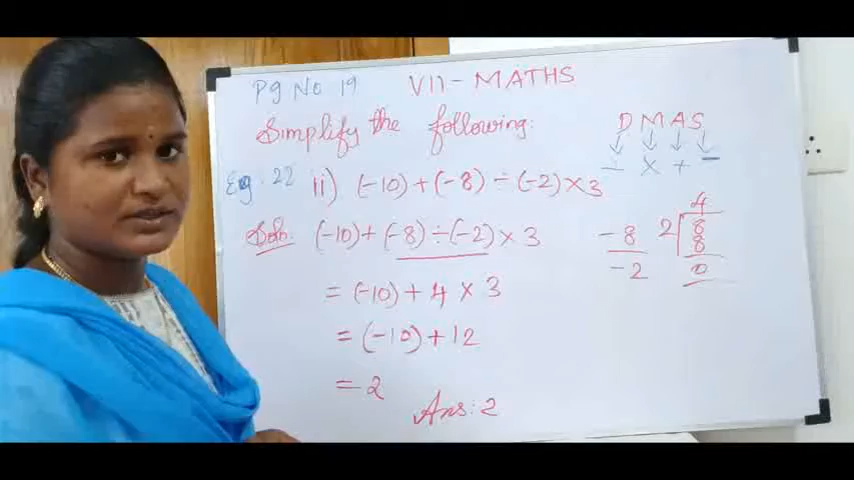 Pg No 19 VII - MATHS
Simplify the following:
D M A S
÷ × + -
Eg. 22 ii) (-10) + (-8) ÷ (-2) × 3
Soln. (-10) + (-8) ÷ (-2) × 3
= (-10) + 4 × 3
= (-10) + 12
= 2
Ans: 2
-8
-2
4
2 8
8
0